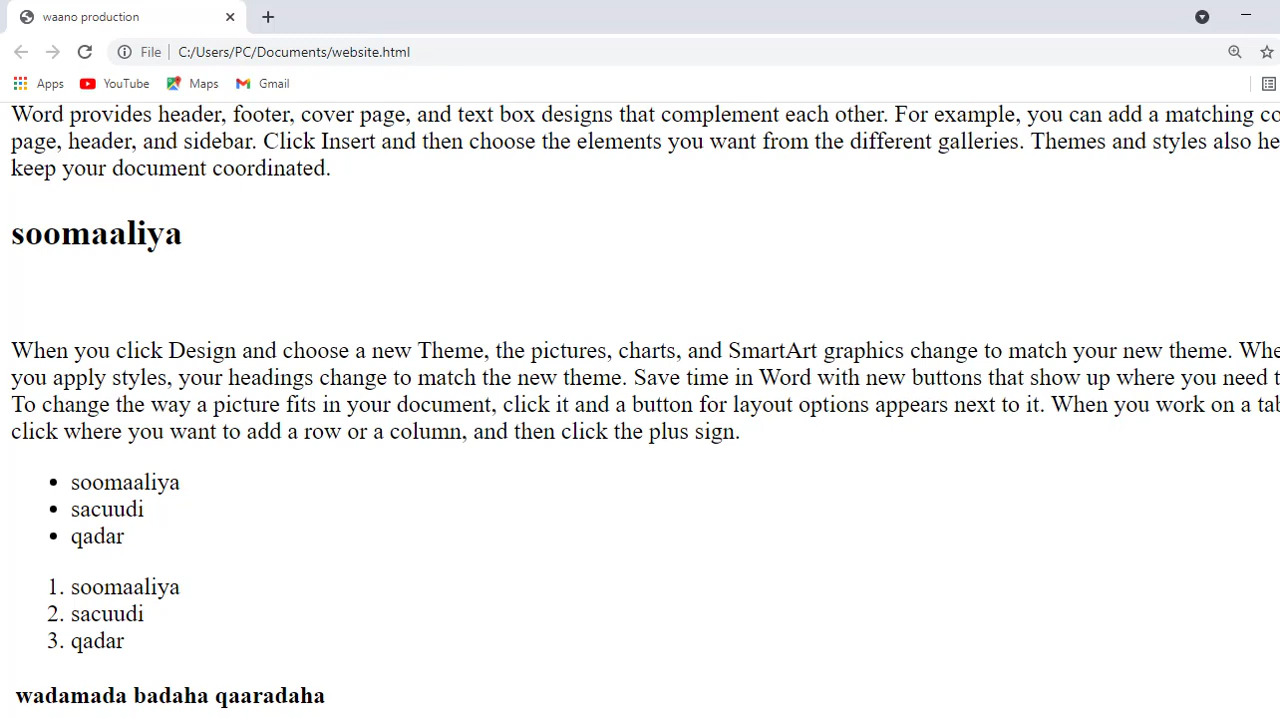 waano production
File
C:/Users/PC/Documents/website.html
Apps YouTube Maps Gmail
Word provides header, footer, cover page, and text box designs that complement each other. For example, you can add a matching co
page, header, and sidebar. Click Insert and then choose the elements you want from the different galleries. Themes and styles also he
keep your document coordinated.
soomaaliya
When you click Design and choose a new Theme, the pictures, charts, and SmartArt graphics change to match your new theme. Whe
you apply styles, your headings change to match the new theme. Save time in Word with new buttons that show up where you need t
To change the way a picture fits in your document, click it and a button for layout options appears next to it. When you work on a tab
click where you want to add a row or a column, and then click the plus sign.
• soomaaliya
• sacuudi
• qadar
1. soomaaliya
2. sacuudi
3. qadar
wadamada badaha qaaradaha